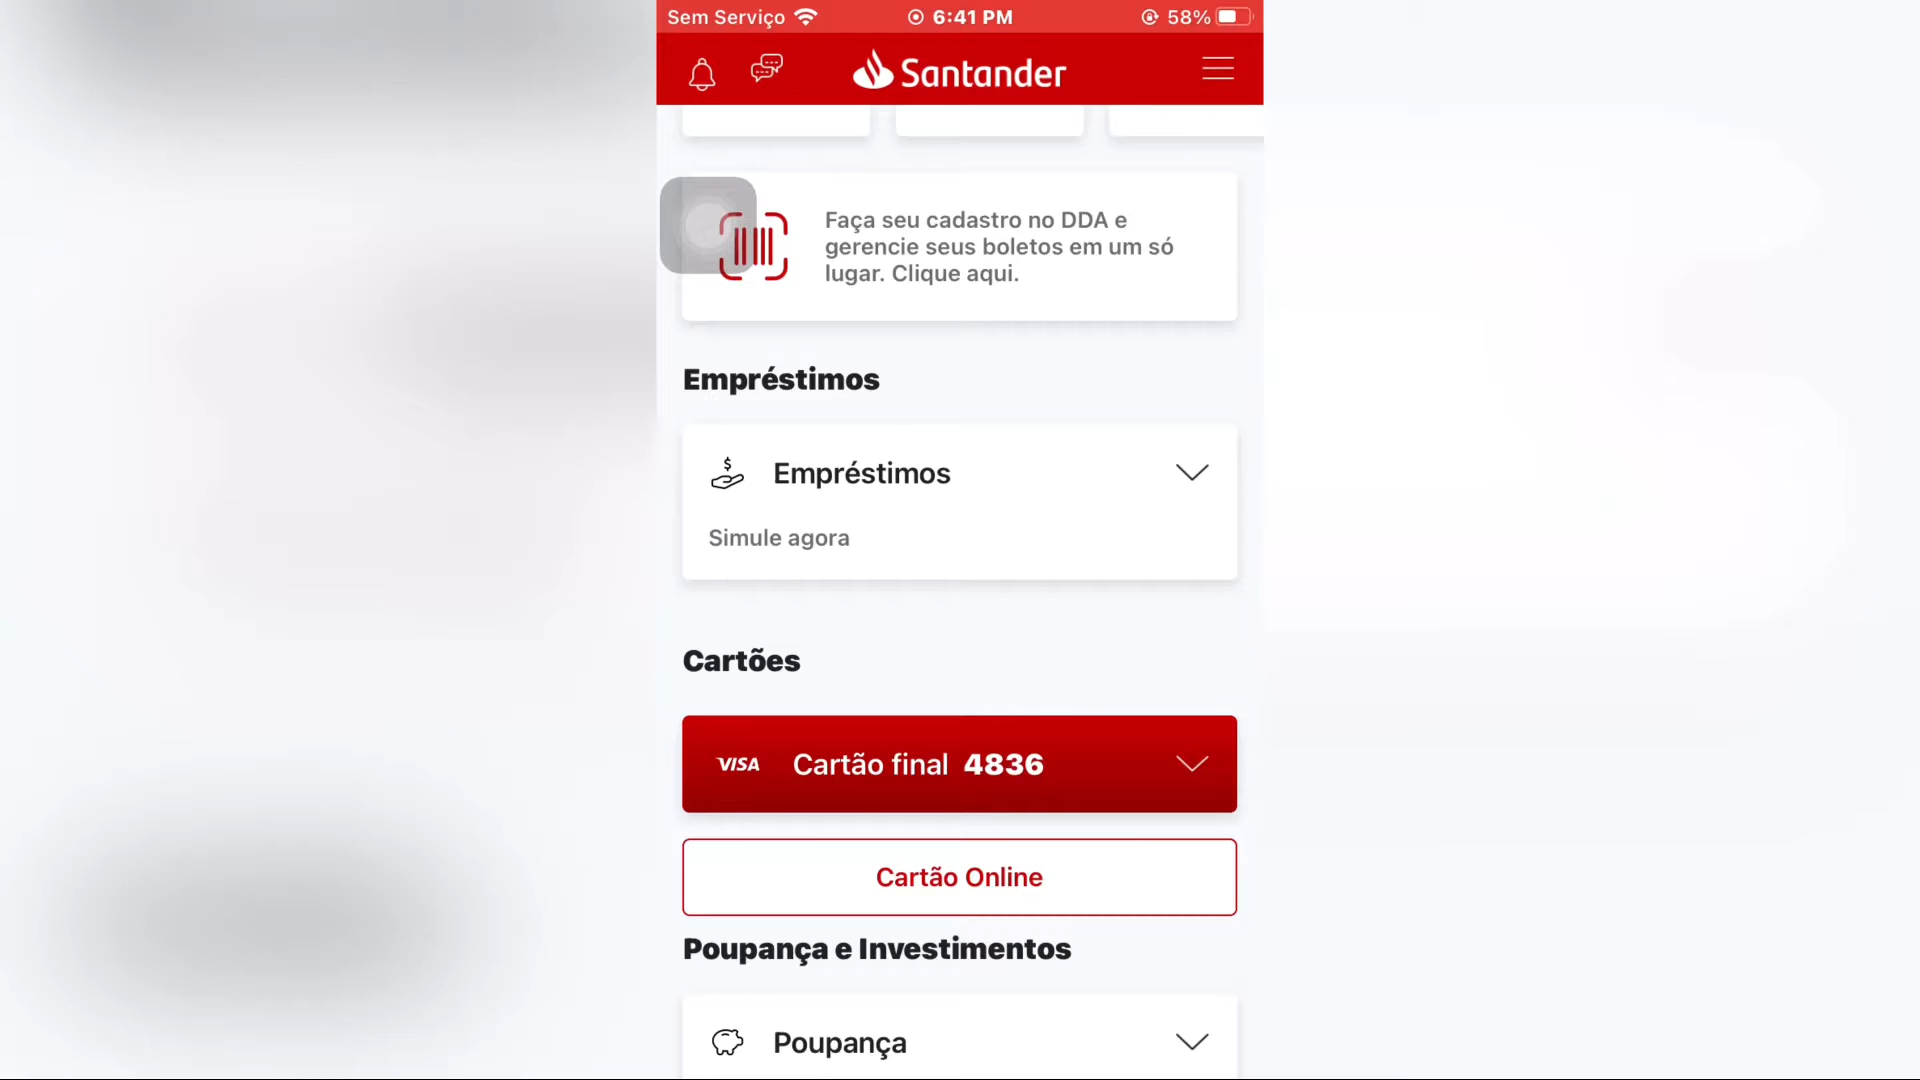 Sem Serviço 6:41 PM 58%
Santander
Faça seu cadastro no DDA e
gerencie seus boletos em um só
lugar. Clique aqui.
Empréstimos
Empréstimos
Simule agora
Cartões
VISA Cartão final 4836
Cartão Online
Poupança e Investimentos
Poupança